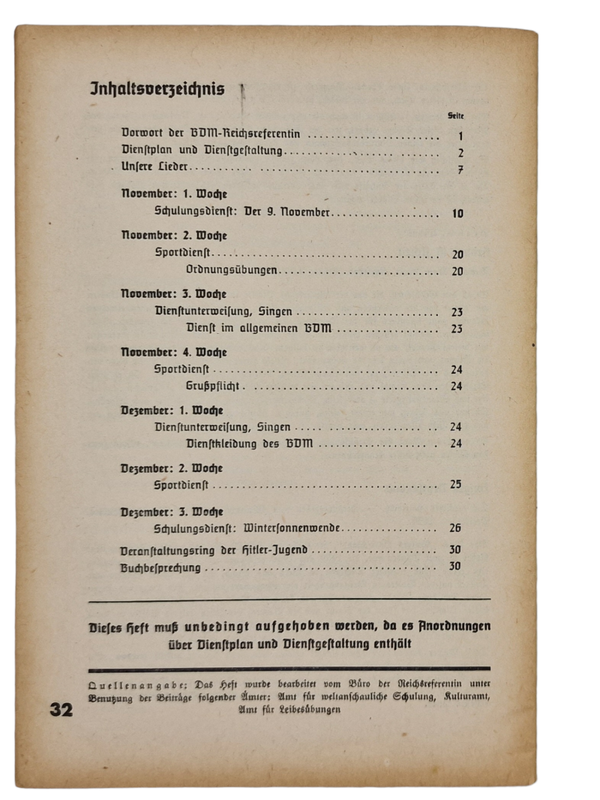 Inhaltsverzeichnis
Seite
Vorwort der BDM-Reichsreferentin ....................... 1
Dienstplan und Dienstgestaltung....................... 2
Unsere Lieder....................... 7
November: 1. Woche
Schulungsdienst: Der 9. November.................... 10
November: 2. Woche
Sportdienst....................... 20
Ordnungsübungen....................... 20
November: 3. Woche
Dienstunterweisung, Singen ....................... 23
Dienst im allgemeinen BDM .................. 23
November: 4. Woche
Sportdienst ....................... 24
Grußpflicht ....................... 24
Dezember: 1. Woche
Dienstunterweisung, Singen ....................... 24
Dienstkleidung des BDM .................... 24
Dezember: 2. Woche
Sportdienst ....................... 25
Dezember: 3. Woche
Schulungsdienst: Wintersonnenwende.................. 26
Veranstaltungsring der Hitler-Jugend ...................... 30
Buchbesprechung ....................... 30
Dieses Heft muß unbedingt aufgehoben werden, da es Anordnungen
über Dienstplan und Dienstgestaltung enthält
Quellenangabe: Das Heft wurde bearbeitet vom Büro der Reichsreferentin unter
Benutzung der Beiträge folgender Ämter: Amt für weltanschauliche Schulung, Kulturamt,
Amt für Leibesübungen
32